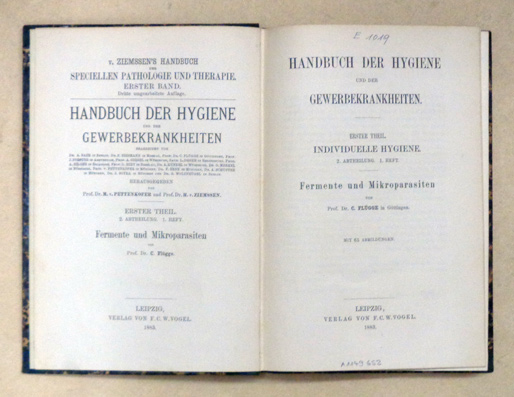 v. ZIEMSSEN'S HANDBUCH
DER
SPECIELLEN PATHOLOGIE UND THERAPIE.
ERSTER BAND.
Dritte umgearbeitete Auflage.
HANDBUCH DER HYGIENE
UND DER
GEWERBEKRANKHEITEN
BEARBEITET VON
HERAUSGEGEBEN
VON
Prof. Dr. M. v. PETTENKOFER und Prof. Dr. H. v. ZIEMSSEN.
ERSTER THEIL.
2. ABTHEILUNG. 1. HEFT.
Fermente und Mikroparasiten
von
Prof. Dr. C. Flügge.
LEIPZIG,
VERLAG VON F. C. W. VOGEL.
1883.
E 1019
HANDBUCH DER HYGIENE
UND DER
GEWERBEKRANKHEITEN.
ERSTER THEIL.
INDIVIDUELLE HYGIENE.
2. ABTHEILUNG. 1. HEFT.
Fermente und Mikroparasiten
von
Prof. Dr. C. FLÜGGE in Göttingen.
MIT 65 ABBILDUNGEN.
LEIPZIG,
VERLAG VON F. C. W. VOGEL.
1883.